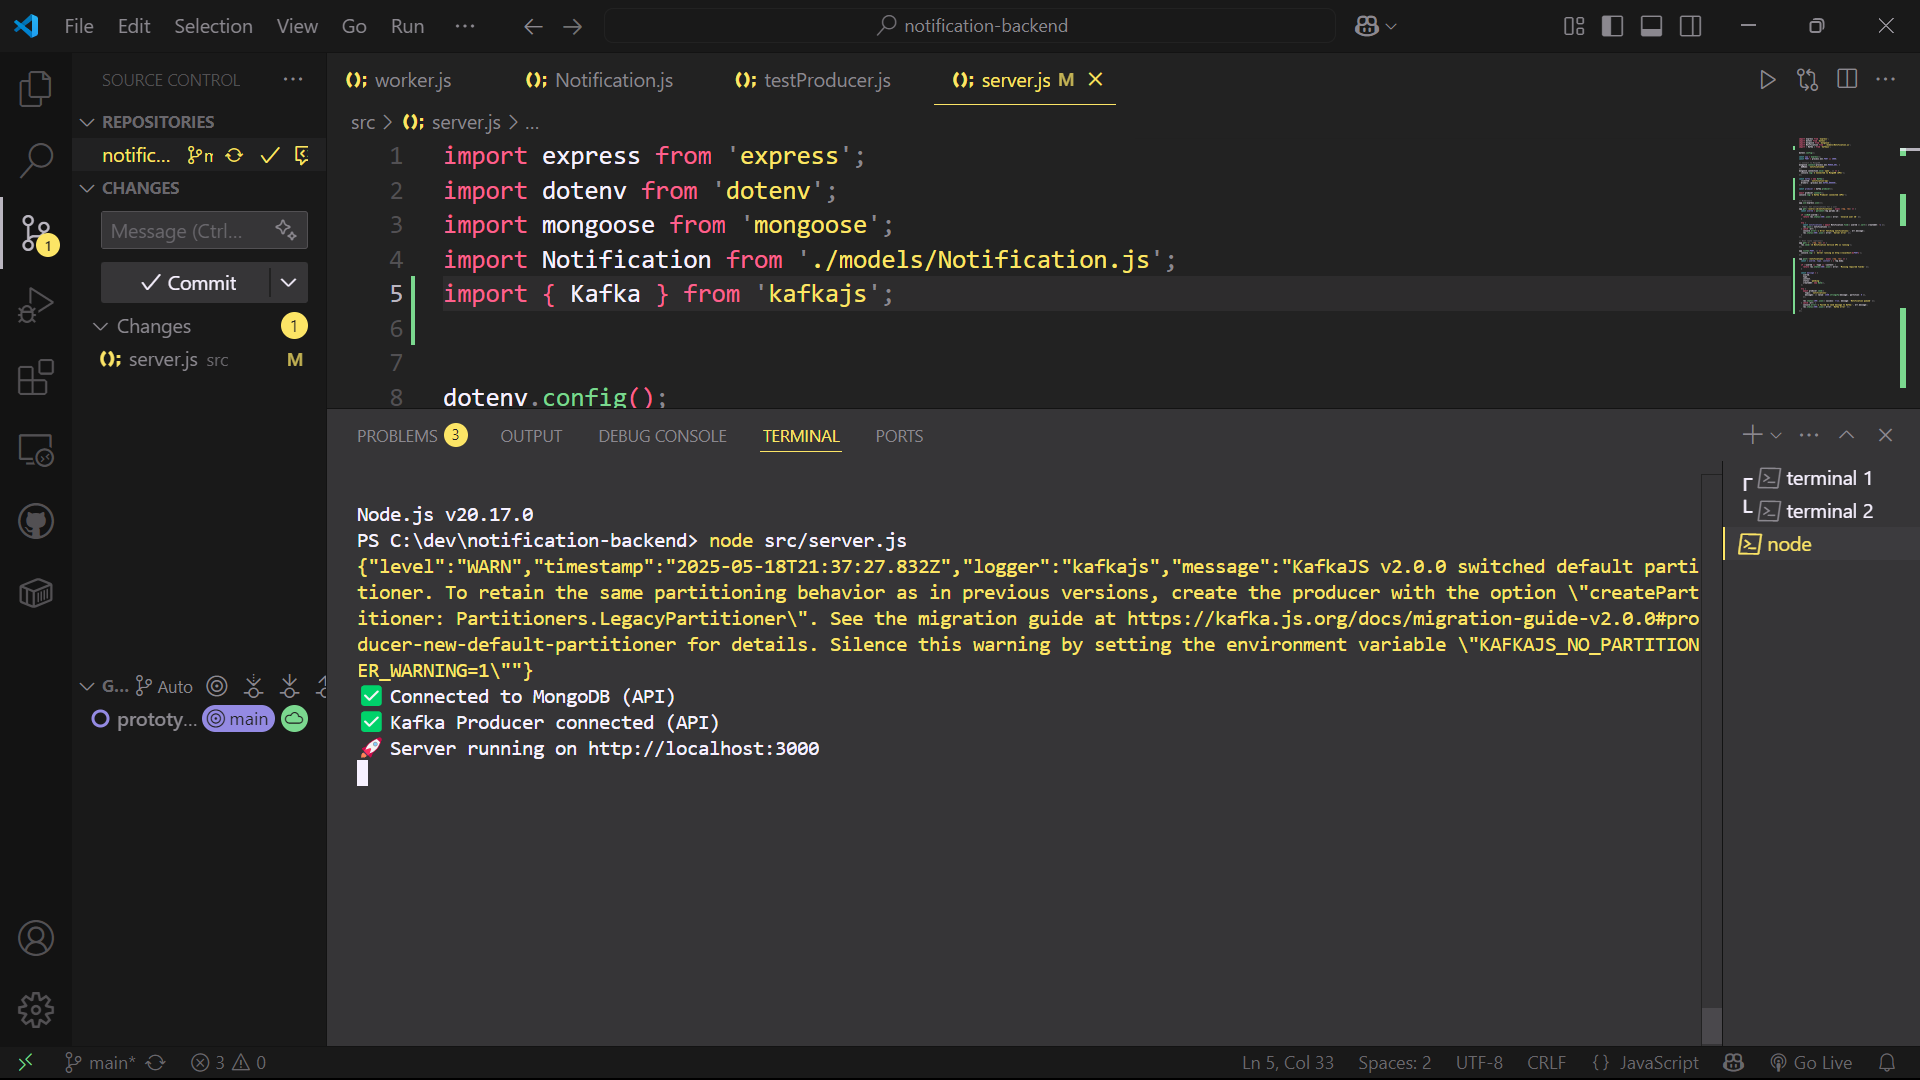 File Edit Selection View Go Run ··· notification-backend
SOURCE CONTROL ···
REPOSITORIES
notific...
CHANGES
Message (Ctrl...
1
Commit
Changes 1
server.js src M
G... Auto
prototy... main
worker.js Notification.js testProducer.js server.js M
src > server.js > ...
1 import express from 'express';
2 import dotenv from 'dotenv';
3 import mongoose from 'mongoose';
4 import Notification from './models/Notification.js';
5 import { Kafka } from 'kafkajs';
6
7
8 dotenv.config();
PROBLEMS 3 OUTPUT DEBUG CONSOLE TERMINAL PORTS
Node.js v20.17.0
PS C:\dev\notification-backend> node src/server.js
{"level":"WARN","timestamp":"2025-05-18T21:37:27.832Z","logger":"kafkajs","message":"KafkaJS v2.0.0 switched default parti
tioner. To retain the same partitioning behavior as in previous versions, create the producer with the option \"createPart
itioner: Partitioners.LegacyPartitioner\". See the migration guide at https://kafka.js.org/docs/migration-guide-v2.0.0#pro
ducer-new-default-partitioner for details. Silence this warning by setting the environment variable \"KAFKAJS_NO_PARTITION
ER_WARNING=1\""}
✅ Connected to MongoDB (API)
✅ Kafka Producer connected (API)
🚀 Server running on http://localhost:3000
terminal 1
terminal 2
node
main* 3 0 Ln 5, Col 33 Spaces: 2 UTF-8 CRLF {} JavaScript Go Live